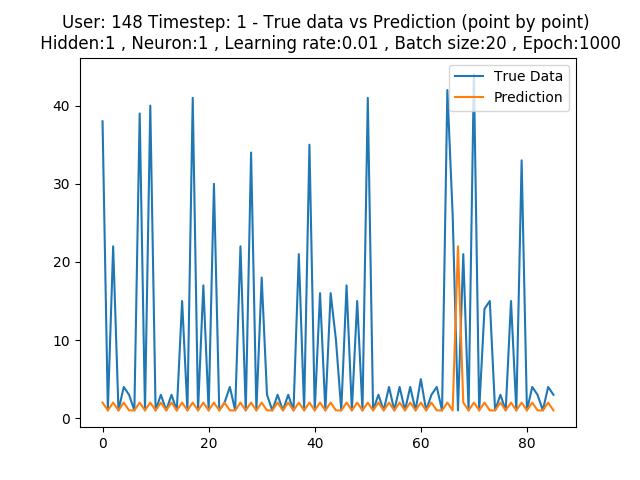 User: 148 Timestep: 1 - True data vs Prediction (point by point)
Hidden:1 , Neuron:1 , Learning rate:0.01 , Batch size:20 , Epoch:1000
True Data
Prediction
40
30
20
10
0
0 20 40 60 80